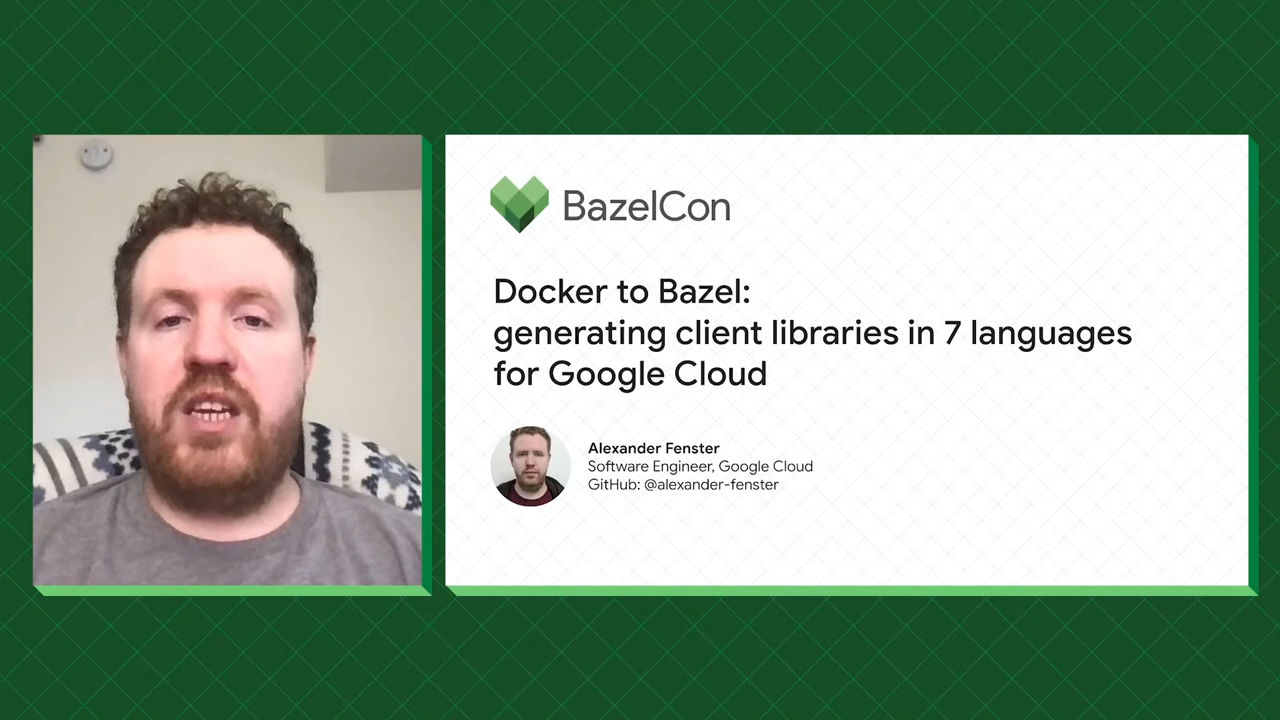 BazelCon
Docker to Bazel:
generating client libraries in 7 languages
for Google Cloud
Alexander Fenster
Software Engineer, Google Cloud
GitHub: @alexander-fenster